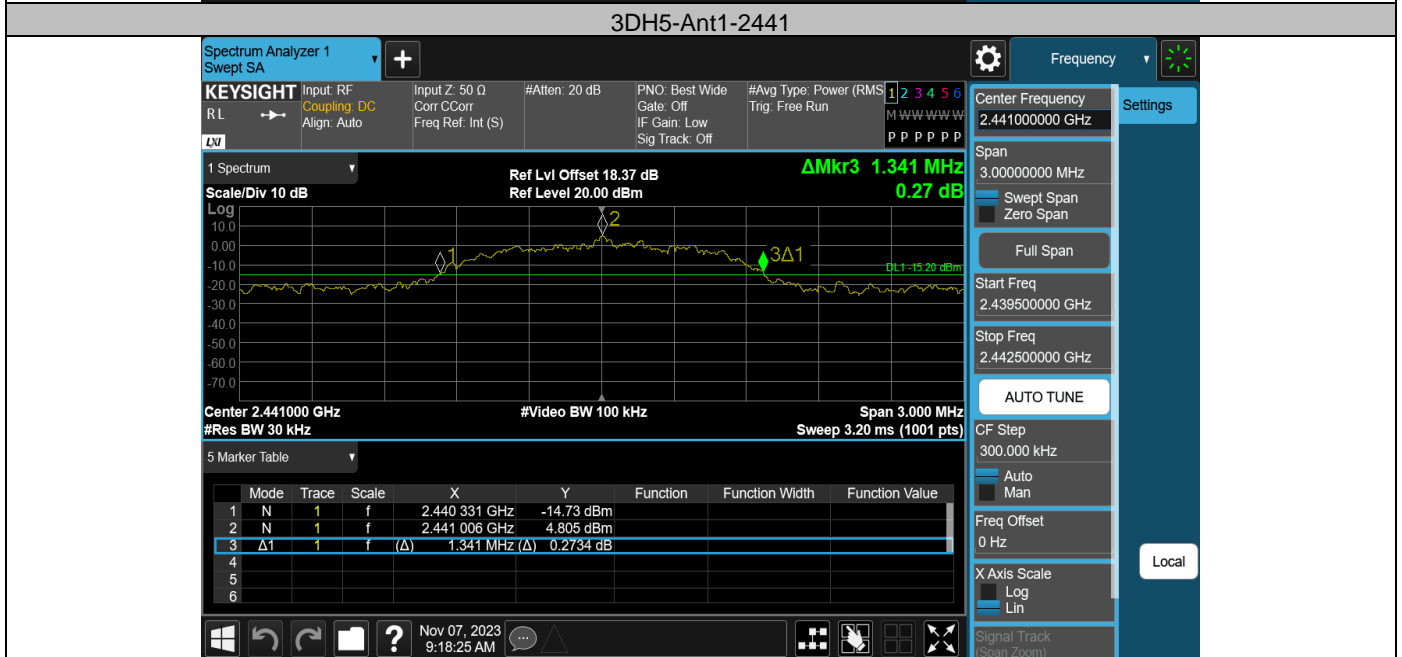 3DH5-Ant1-2441
Spectrum Analyzer 1
Swept SA
+
Frequency
KEYSIGHT
RL
LXI
Input: RF
Coupling: DC
Align: Auto
Input Z: 50 Ω
Corr CCorr
Freq Ref: Int (S)
#Atten: 20 dB
PNO: Best Wide
Gate: Off
IF Gain: Low
Sig Track: Off
#Avg Type: Power (RMS
Trig: Free Run
1 2 3 4 5 6
M W W W W W
P P P P P P
1 Spectrum
Scale/Div 10 dB
Ref Lvl Offset 18.37 dB
Ref Level 20.00 dBm
ΔMkr3 1.341 MHz
0.27 dB
Log
10.0
0.00
-10.0
-20.0
-30.0
-40.0
-50.0
-60.0
-70.0
1
2
3Δ1
DL1 -15.20 dBm
Center 2.441000 GHz
#Video BW 100 kHz
Span 3.000 MHz
#Res BW 30 kHz
Sweep 3.20 ms (1001 pts)
5 Marker Table
Mode Trace Scale X Y Function Function Width Function Value
1 N 1 f 2.440 331 GHz -14.73 dBm
2 N 1 f 2.441 006 GHz 4.805 dBm
3 Δ1 1 f (Δ) 1.341 MHz (Δ) 0.2734 dB
4
5
6
Nov 07, 2023
9:18:25 AM
Center Frequency
2.441000000 GHz
Settings
Span
3.00000000 MHz
Swept Span
Zero Span
Full Span
Start Freq
2.439500000 GHz
Stop Freq
2.442500000 GHz
AUTO TUNE
CF Step
300.000 kHz
Auto
Man
Freq Offset
0 Hz
X Axis Scale
Log
Lin
Signal Track
(Span Zoom)
Local